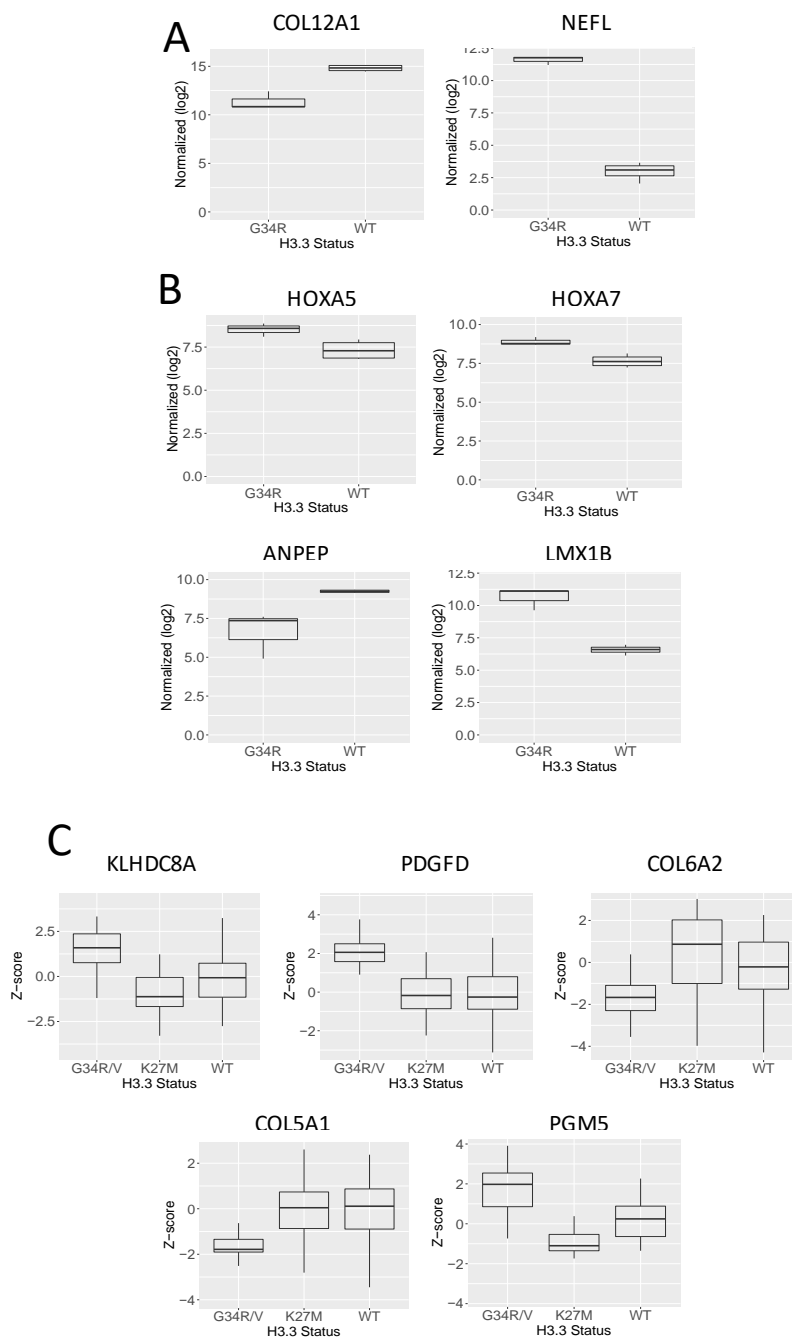 A
COL12A1
NEFL
Normalized (log2)
15
10
5
0
G34R
WT
H3.3 Status
Normalized (log2)
12.5
10.0
7.5
5.0
2.5
0.0
G34R
WT
H3.3 Status
B
HOXA5
HOXA7
Normalized (log2)
7.5
5.0
2.5
0.0
G34R
WT
H3.3 Status
Normalized (log2)
10.0
7.5
5.0
2.5
0.0
G34R
WT
H3.3 Status
ANPEP
LMX1B
Normalized (log2)
10.0
7.5
5.0
2.5
0.0
G34R
WT
H3.3 Status
Normalized (log2)
12.5
10.0
7.5
5.0
2.5
0.0
G34R
WT
H3.3 Status
C
KLHDC8A
PDGFD
COL6A2
Z−score
2.5
0.0
−2.5
G34R/V
K27M
WT
H3.3 Status
Z−score
4
2
0
−2
G34R/V
K27M
WT
H3.3 Status
Z−score
2
0
−2
−4
G34R/V
K27M
WT
H3.3 Status
COL5A1
PGM5
Z−score
2
0
−2
−4
G34R/V
K27M
WT
H3.3 Status
Z−score
4
2
0
−2
−4
G34R/V
K27M
WT
H3.3 Status